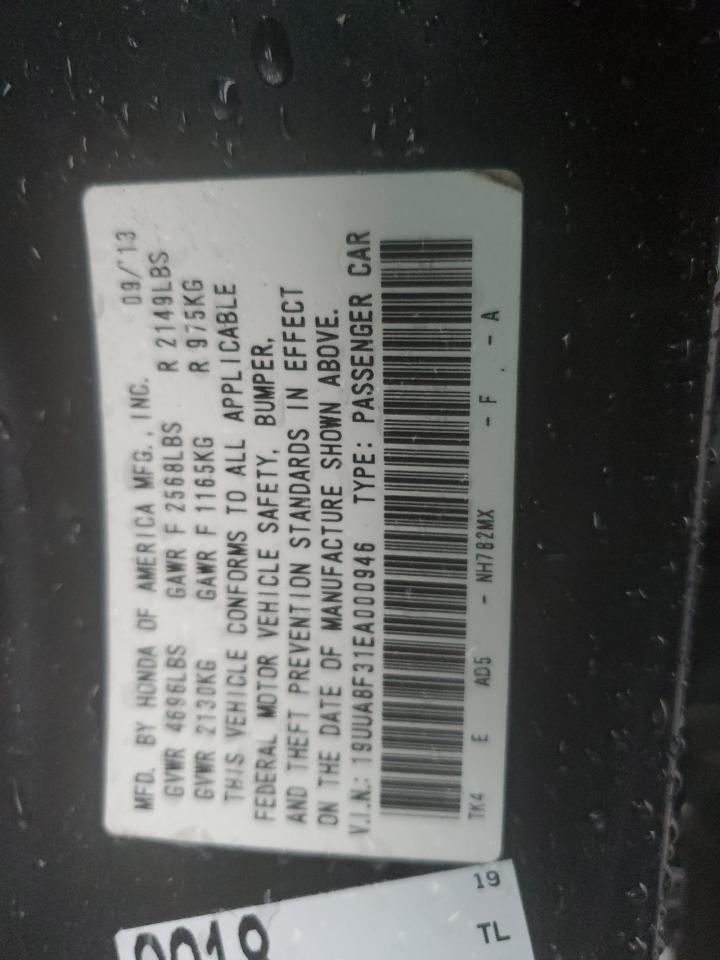 MFD. BY HONDA OF AMERICA MFG., INC. 09/'13
GVWR 4696LBS GAWR F 2568LBS R 2149LBS
GVWR 2130KG GAWR F 1165KG R 975KG
THIS VEHICLE CONFORMS TO ALL APPLICABLE
FEDERAL MOTOR VEHICLE SAFETY, BUMPER,
AND THEFT PREVENTION STANDARDS IN EFFECT
ON THE DATE OF MANUFACTURE SHOWN ABOVE.
V.I.N.: 19UUA8F31EA000946 TYPE: PASSENGER CAR
TK4 E AD5 - NH782MX - F . - A
19
TL